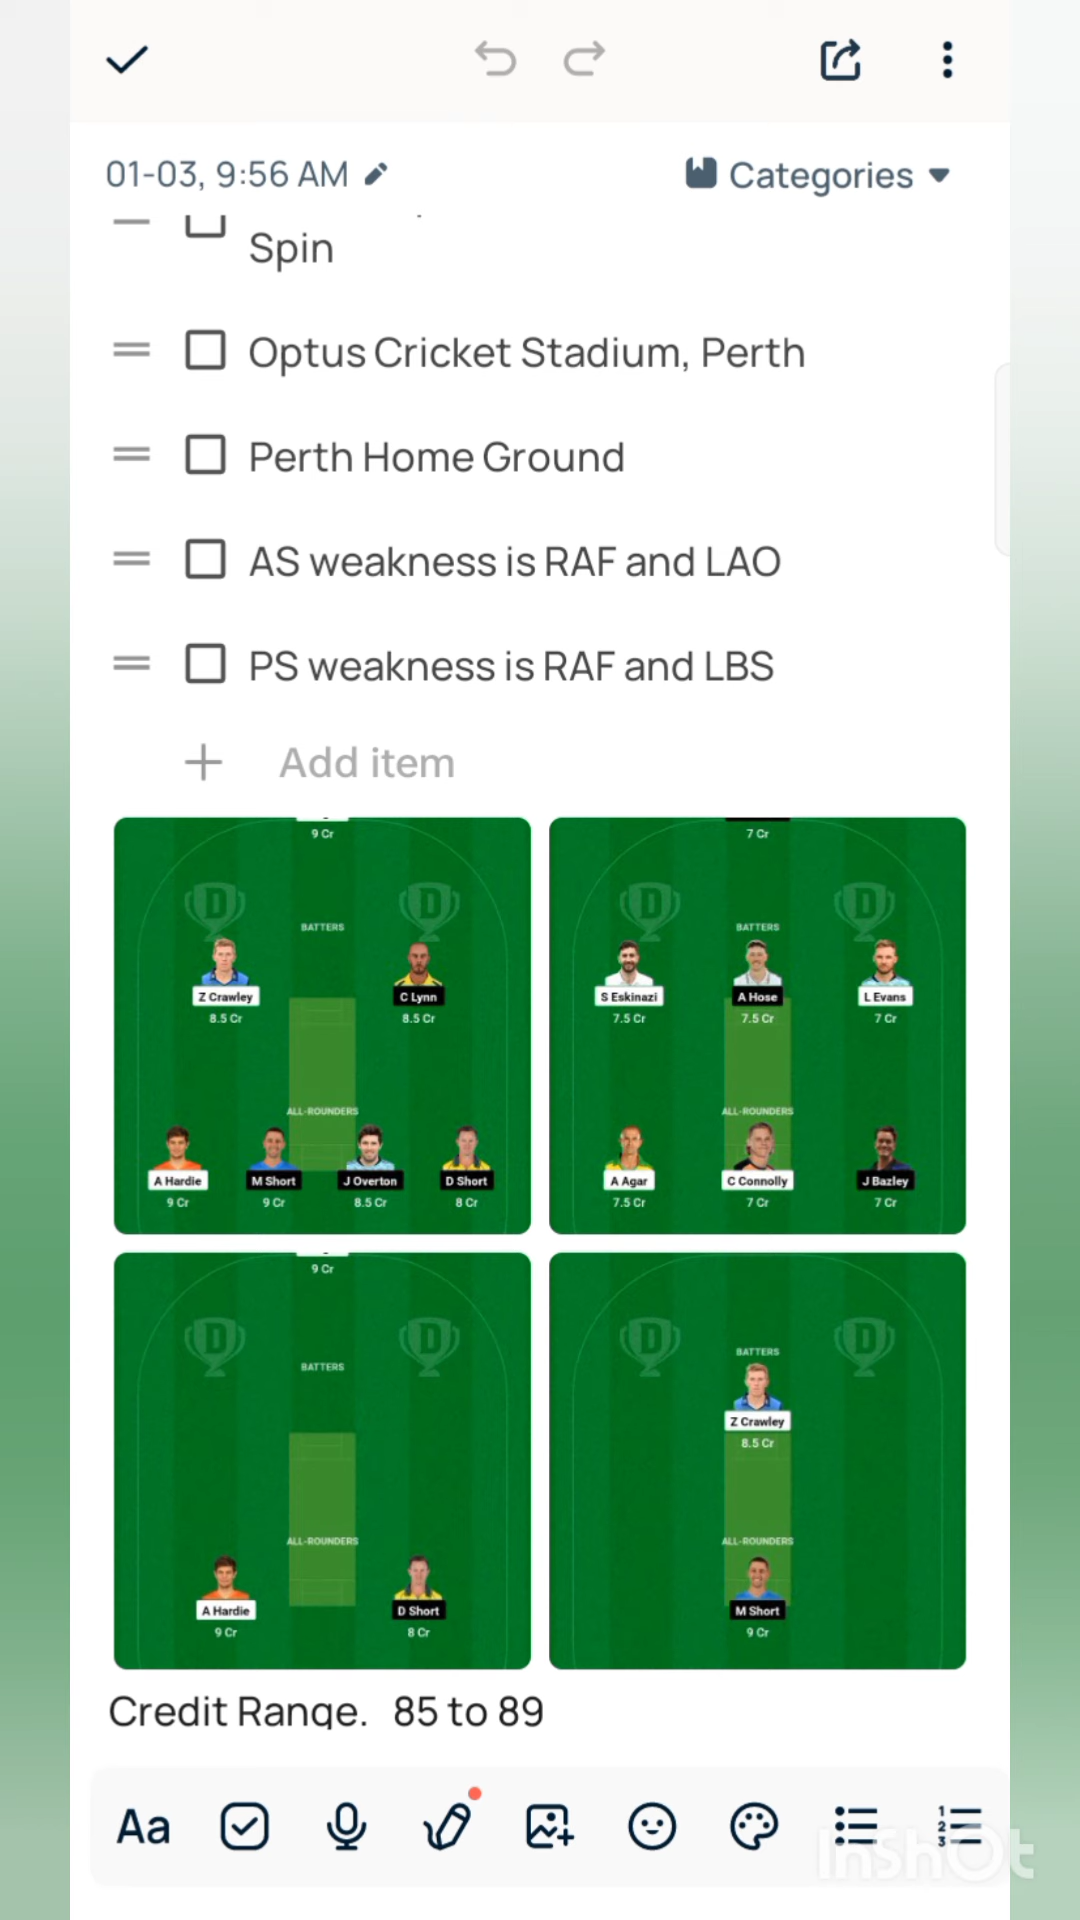 01-03, 9:56 AM Categories
Spin
Optus Cricket Stadium, Perth
Perth Home Ground
AS weakness is RAF and LAO
PS weakness is RAF and LBS
+ Add item
9 Cr
BATTERS
Z Crawley C Lynn
8.5 Cr 8.5 Cr
ALL-ROUNDERS
A Hardie M Short J Overton D Short
9 Cr 9 Cr 8.5 Cr 8 Cr
7 Cr
BATTERS
S Eskinazi A Hose L Evans
7.5 Cr 7.5 Cr 7 Cr
ALL-ROUNDERS
A Agar C Connolly J Bazley
7.5 Cr 7 Cr 7 Cr
9 Cr
BATTERS
ALL-ROUNDERS
A Hardie D Short
9 Cr 8 Cr
BATTERS
Z Crawley
8.5 Cr
ALL-ROUNDERS
M Short
9 Cr
Credit Range. 85 to 89
Aa
InShOt